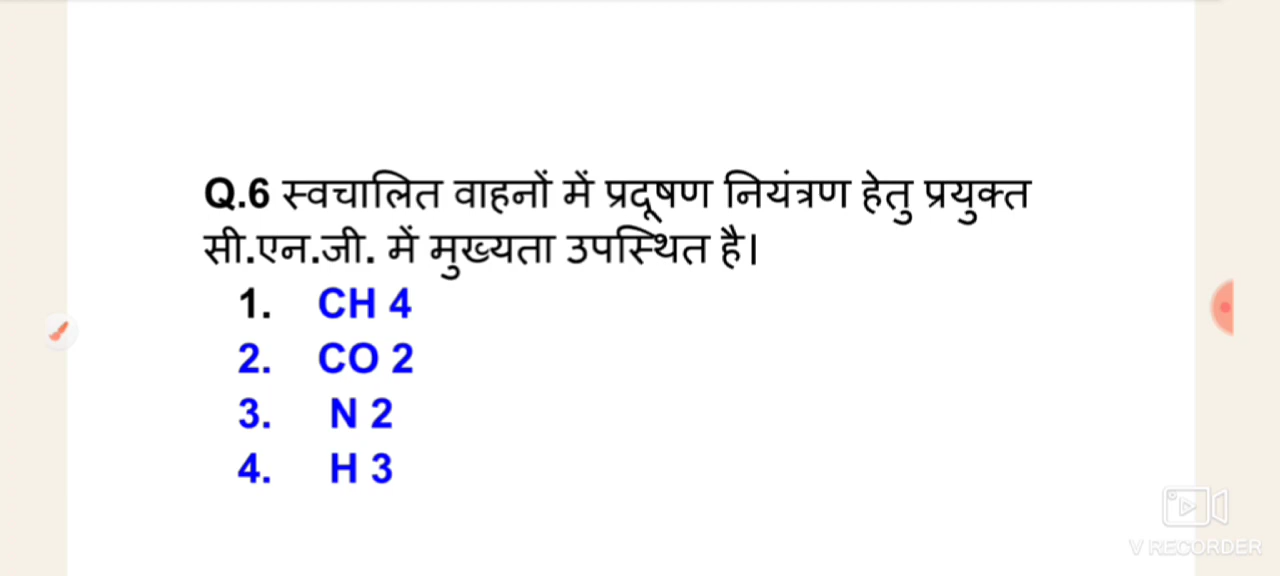 Q.6 स्वचालित वाहनों में प्रदूषण नियंत्रण हेतु प्रयुक्त
सी.एन.जी. में मुख्यता उपस्थित है।
1. CH 4
2. CO 2
3. N 2
4. H 3
V RECORDER